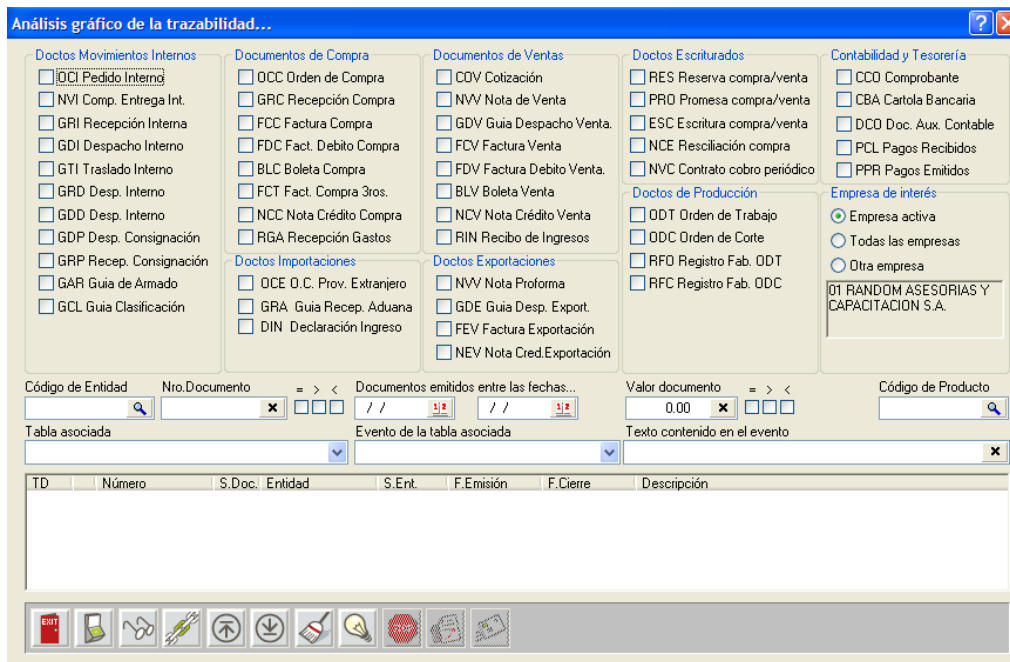 Análisis gráfico de la trazabilidad...
Doctos Movimientos Internos
OCI Pedido Interno
NVI Comp. Entrega Int.
GRI Recepción Interna
GDI Despacho Interno
GTI Traslado Interno
GRD Desp. Interno
GDD Desp. Interno
GDP Desp. Consignación
GRP Recep. Consignación
GAR Guia de Armado
GCL Guia Clasificación
Documentos de Compra
OCC Orden de Compra
GRC Recepción Compra
FCC Factura Compra
FDC Fact. Debito Compra
BLC Boleta Compra
FCT Fact. Compra 3ros.
NCC Nota Crédito Compra
RGA Recepción Gastos
Doctos Importaciones
OCE O.C. Prov. Extranjero
GRA Guia Recep. Aduana
DIN Declaración Ingreso
Documentos de Ventas
COV Cotización
NVV Nota de Venta
GDV Guia Despacho Venta.
FCV Factura Venta
FDV Factura Debito Venta.
BLV Boleta Venta
NCV Nota Crédito Venta
RIN Recibo de Ingresos
Doctos Exportaciones
NVV Nota Proforma
GDE Guia Desp. Export.
FEV Factura Exportación
NEV Nota Cred.Exportación
Doctos Escriturados
RES Reserva compra/venta
PRO Promesa compra/venta
ESC Escritura compra/venta
NCE Resciliación compra
NVC Contrato cobro periódico
Doctos de Producción
ODT Orden de Trabajo
ODC Orden de Corte
RFO Registro Fab. ODT
RFC Registro Fab. ODC
Contabilidad y Tesorería
CCO Comprobante
CBA Cartola Bancaria
DCO Doc. Aux. Contable
PCL Pagos Recibidos
PPR Pagos Emitidos
Empresa de interés
Empresa activa
Todas las empresas
Otra empresa
01 RANDOM ASESORIAS Y
CAPACITACION S.A.
Código de Entidad
Nro.Documento
= > <
Documentos emitidos entre las fechas...
/ /
/ /
Valor documento
0.00
= > <
Código de Producto
Tabla asociada
Evento de la tabla asociada
Texto contenido en el evento
TD Número S.Doc. Entidad S.Ent. F.Emisión F.Cierre Descripción
EXIT
STOP